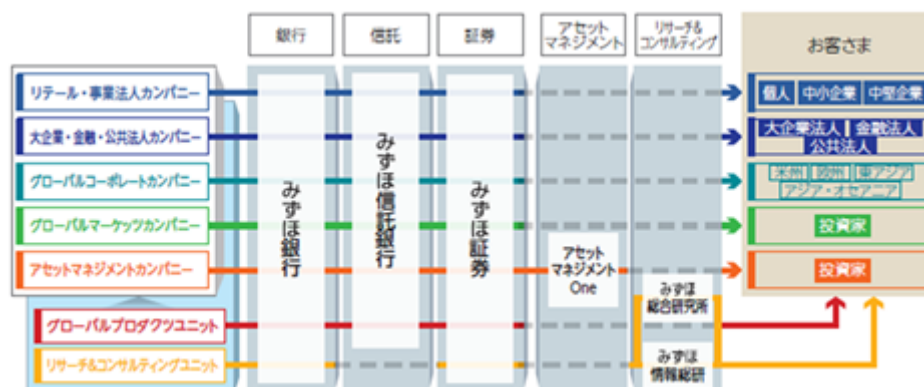 銀行
信託
証券
アセット
マネジメント
リサーチ&
コンサルティング
お客さま
リテール・事業法人カンパニー
個人 中小企業 中堅企業
大企業・金融・公共法人カンパニー
大企業法人 金融法人
公共法人
グローバルコーポレートカンパニー
米州 欧州 東アジア
アジア・オセアニア
グローバルマーケッツカンパニー
投資家
アセットマネジメントカンパニー
投資家
みずほ銀行
みずほ信託銀行
みずほ証券
アセット
マネジメント
One
みずほ
総合研究所
みずほ
情報総研
グローバルプロダクツユニット
リサーチ&コンサルティングユニット